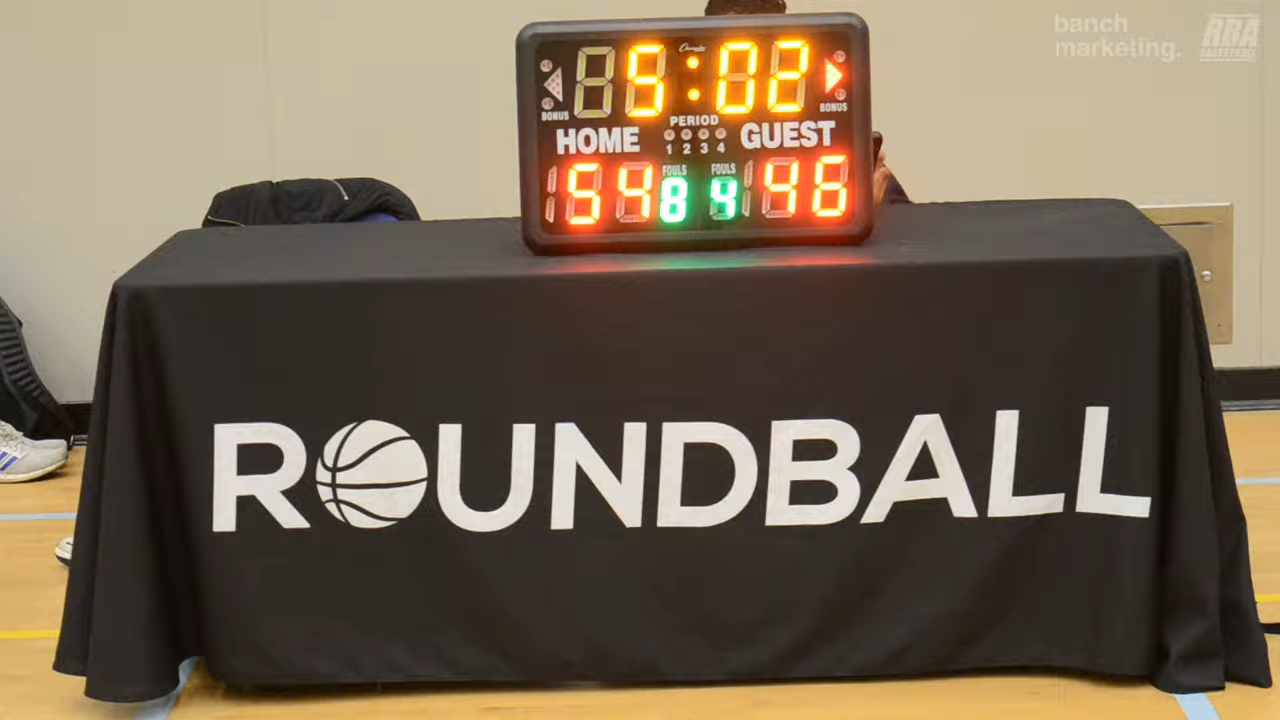 banch
marketing.
RBA
BASKETBALL
5:02
BONUS
PERIOD
BONUS
HOME
1 2 3 4
GUEST
FOULS
FOULS
54
8
4
46
ROUNDBALL